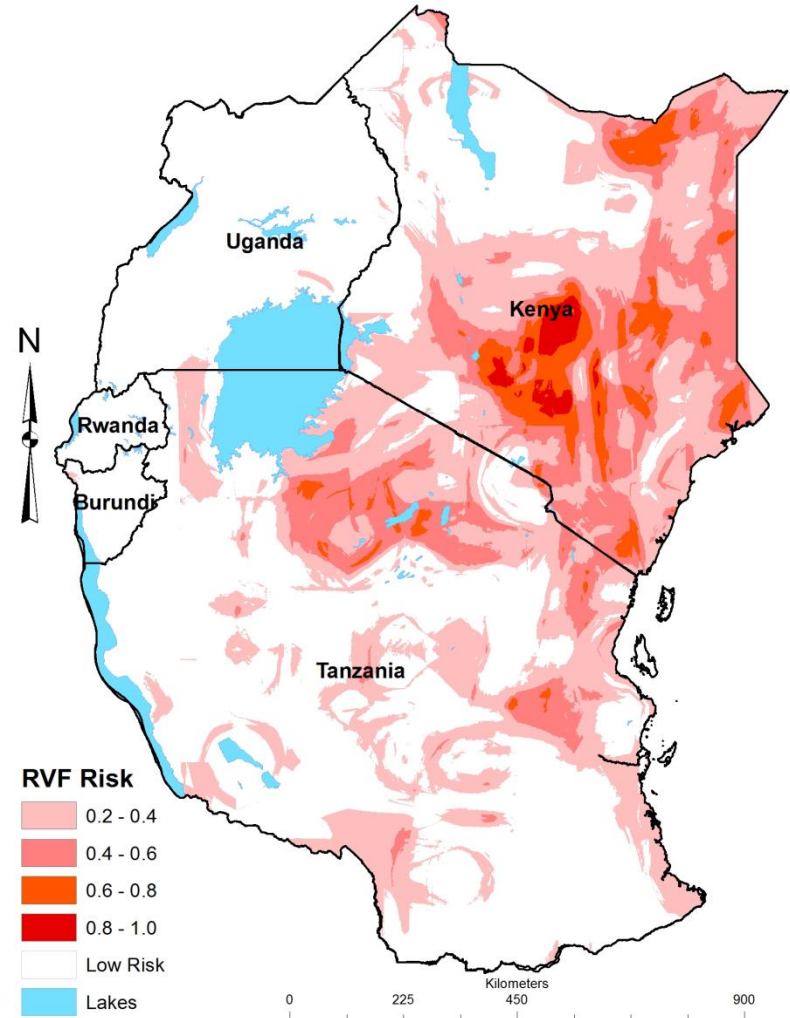 Uganda
N
Kenya
Rwanda
Burundi
Tanzania
RVF Risk
0.2 - 0.4
0.4 - 0.6
0.6 - 0.8
0.8 - 1.0
Low Risk
Lakes
Kilometers
0 225 450 900